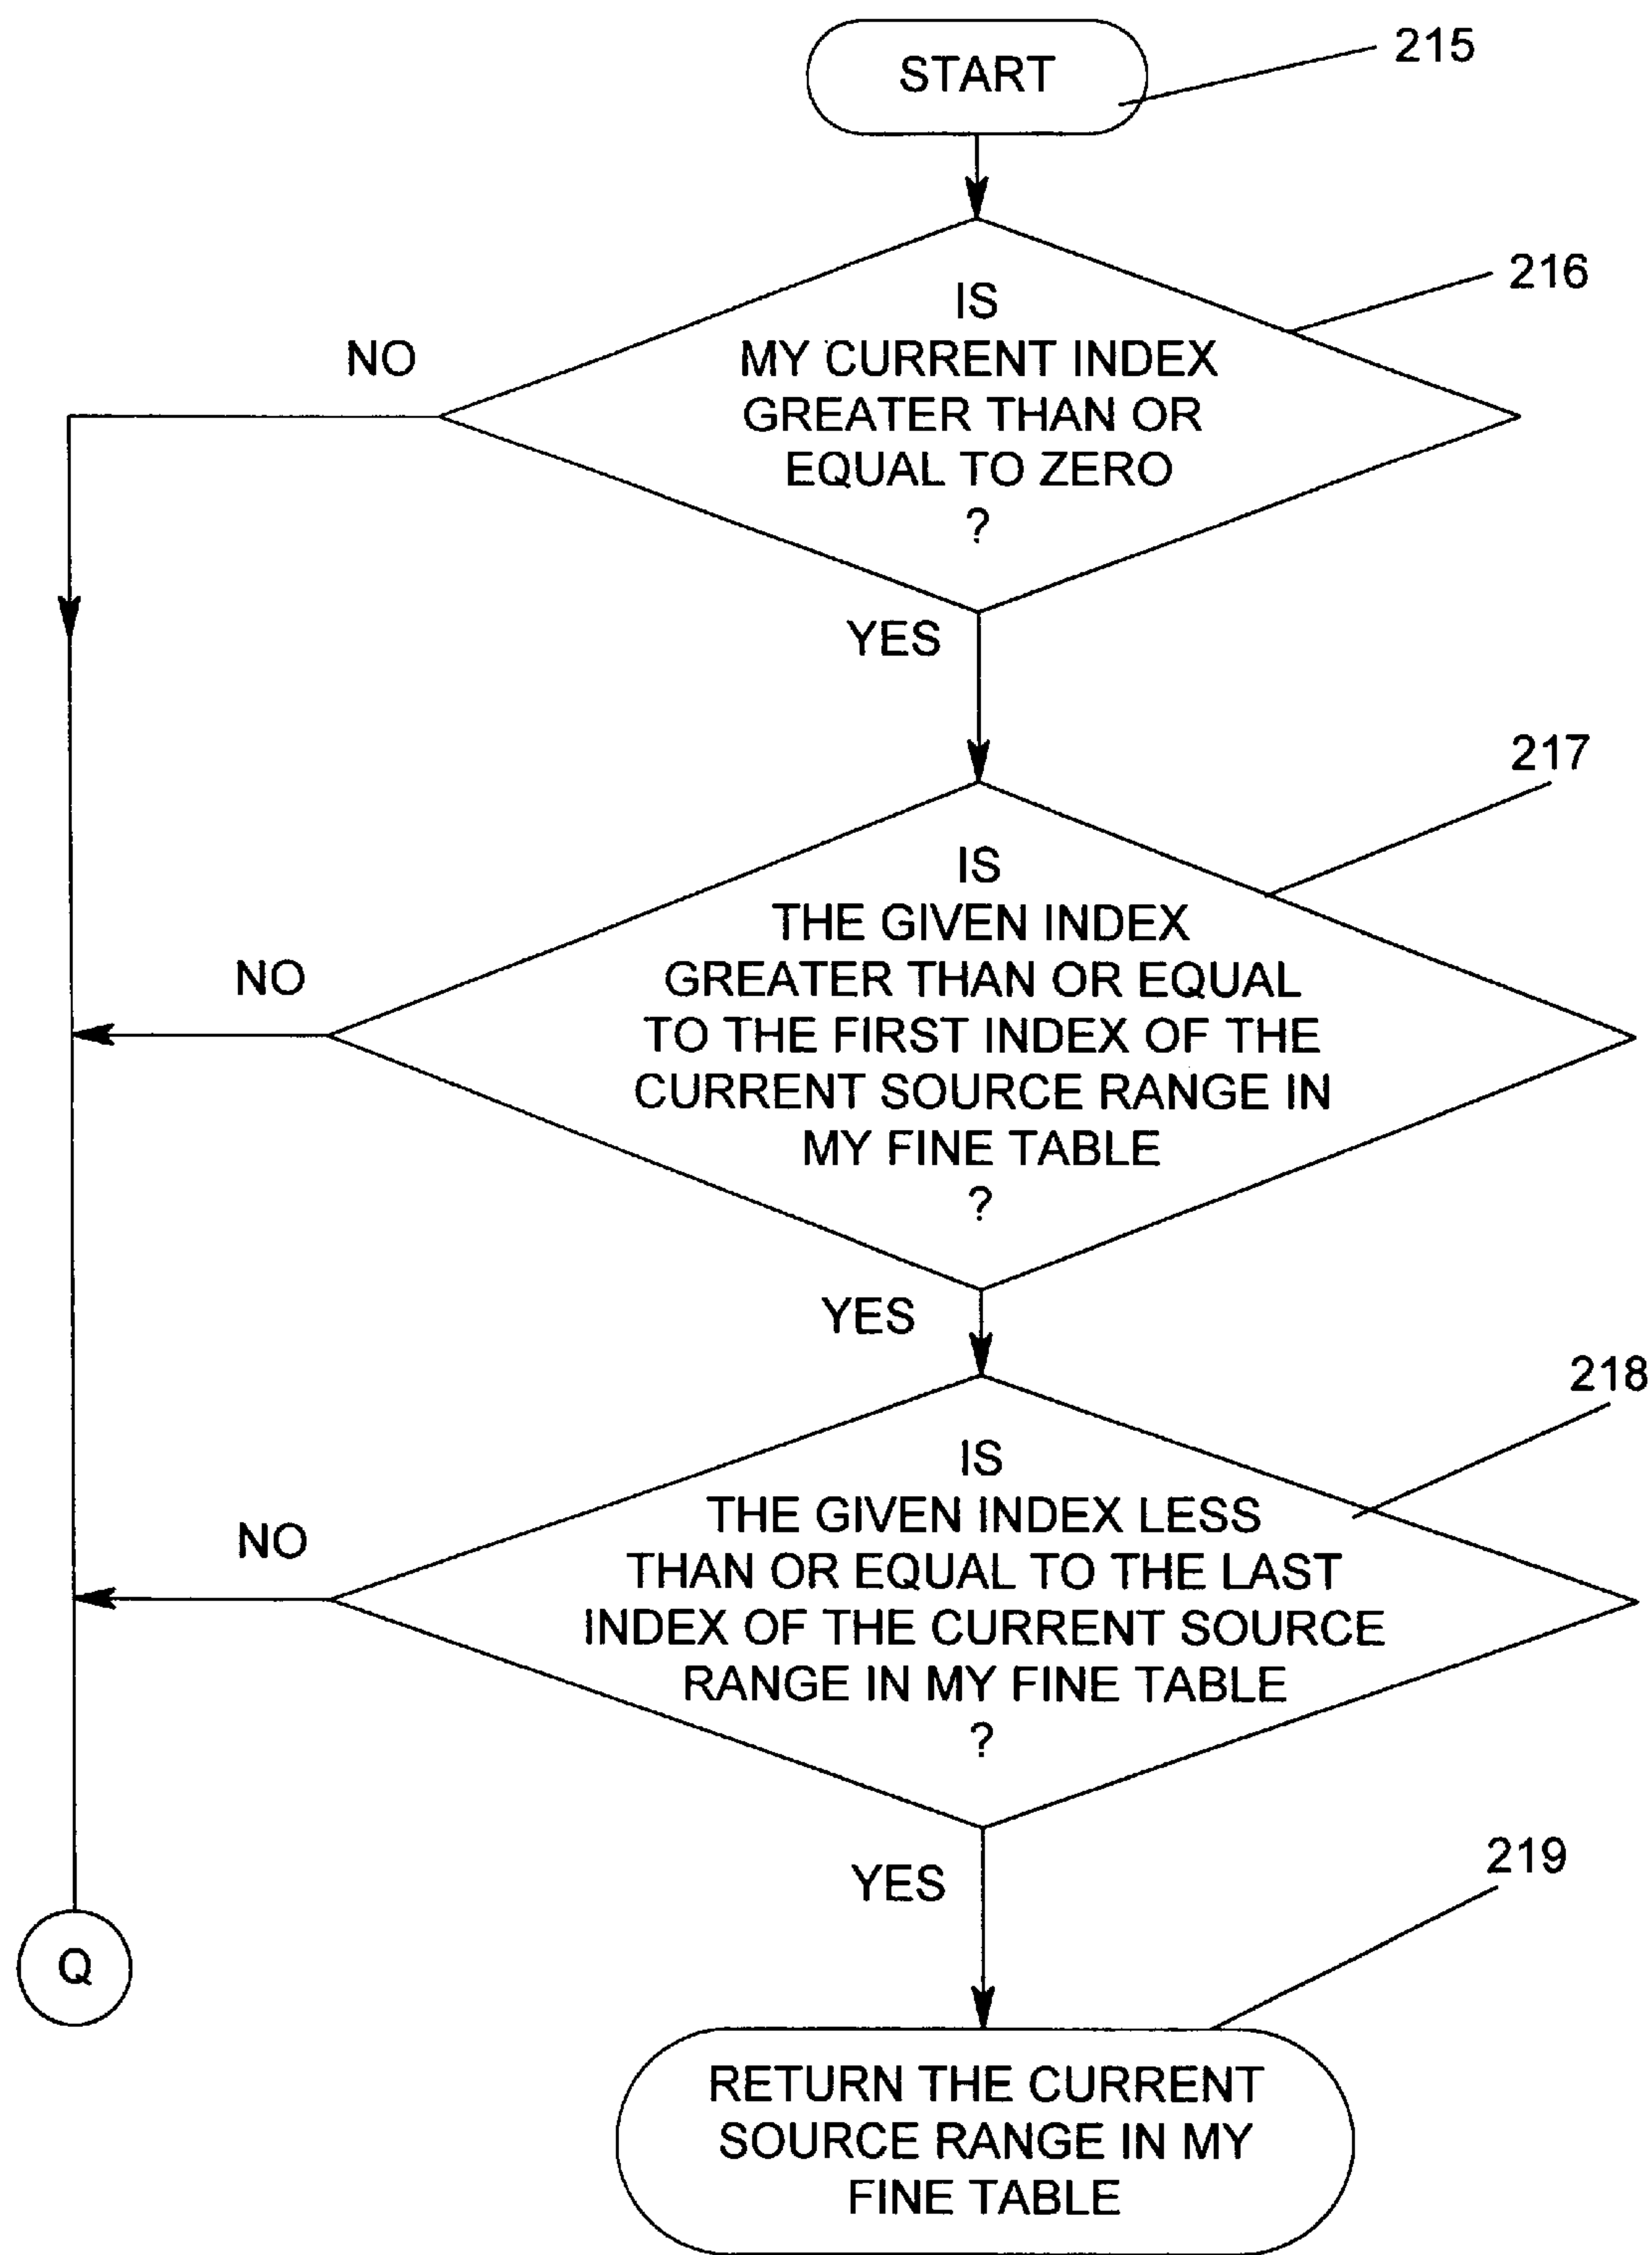 START
215
IS
MY CURRENT INDEX
GREATER THAN OR
EQUAL TO ZERO
?
216
NO
YES
217
IS
THE GIVEN INDEX
GREATER THAN OR EQUAL
TO THE FIRST INDEX OF THE
CURRENT SOURCE RANGE IN
MY FINE TABLE
?
NO
YES
218
IS
THE GIVEN INDEX LESS
THAN OR EQUAL TO THE LAST
INDEX OF THE CURRENT SOURCE
RANGE IN MY FINE TABLE
?
NO
YES
219
Q
RETURN THE CURRENT
SOURCE RANGE IN MY
FINE TABLE